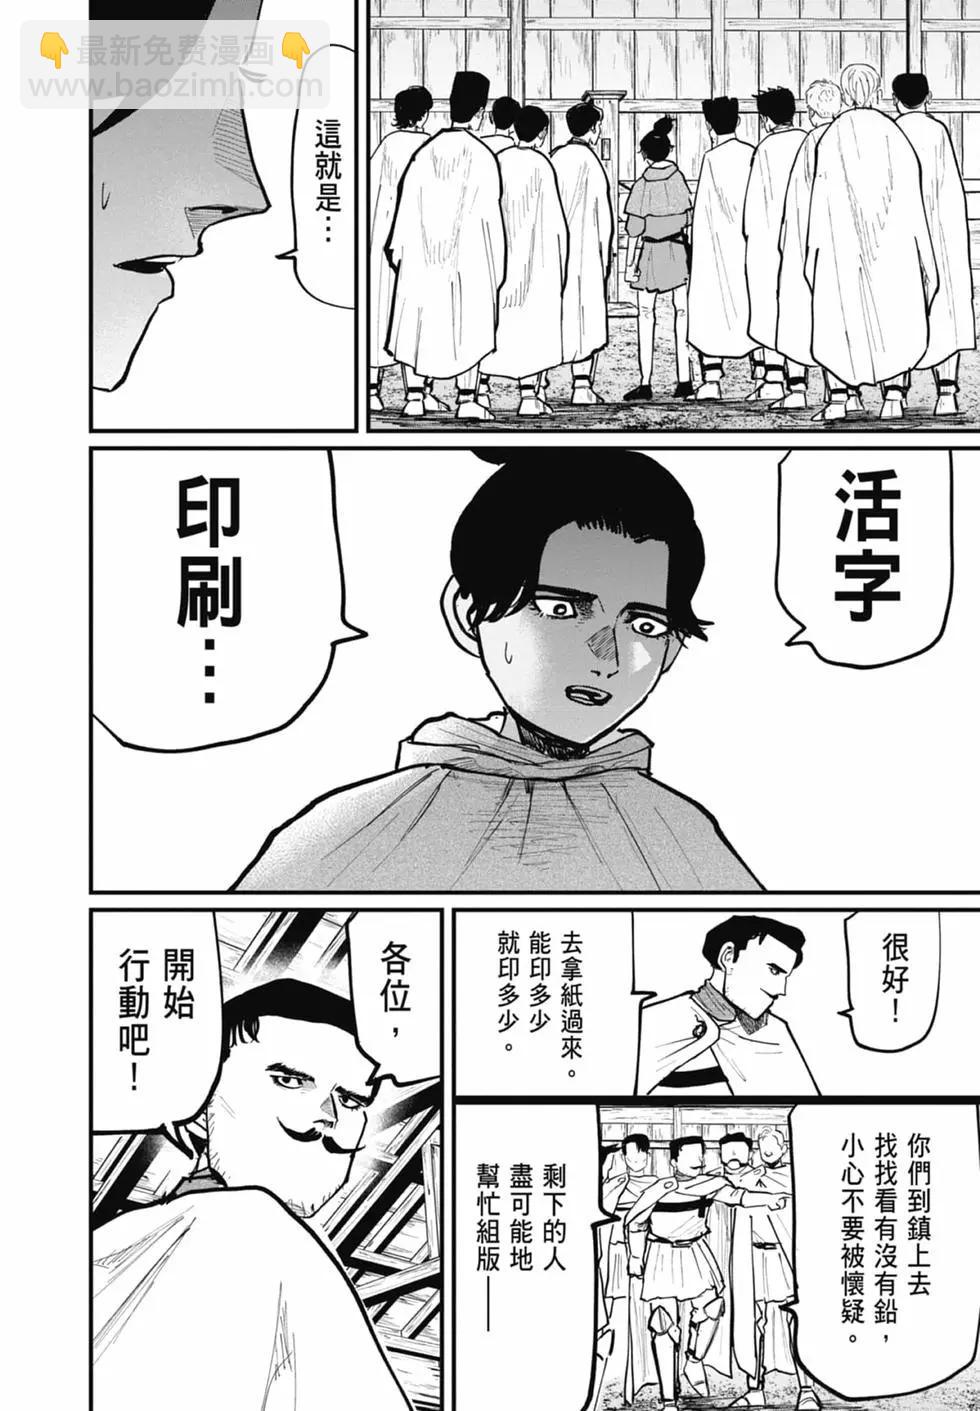 👇最新免費漫画👇
www.baozimh.com
這就是…
活字
印刷…
很好！
去拿紙過來。
能印多少
就印多少。
你們到鎮上去
找找看有沒有鉛，
小心不要被懷疑。
剩下的人
盡可能地
幫忙組版——
各位，
開始
行動吧！